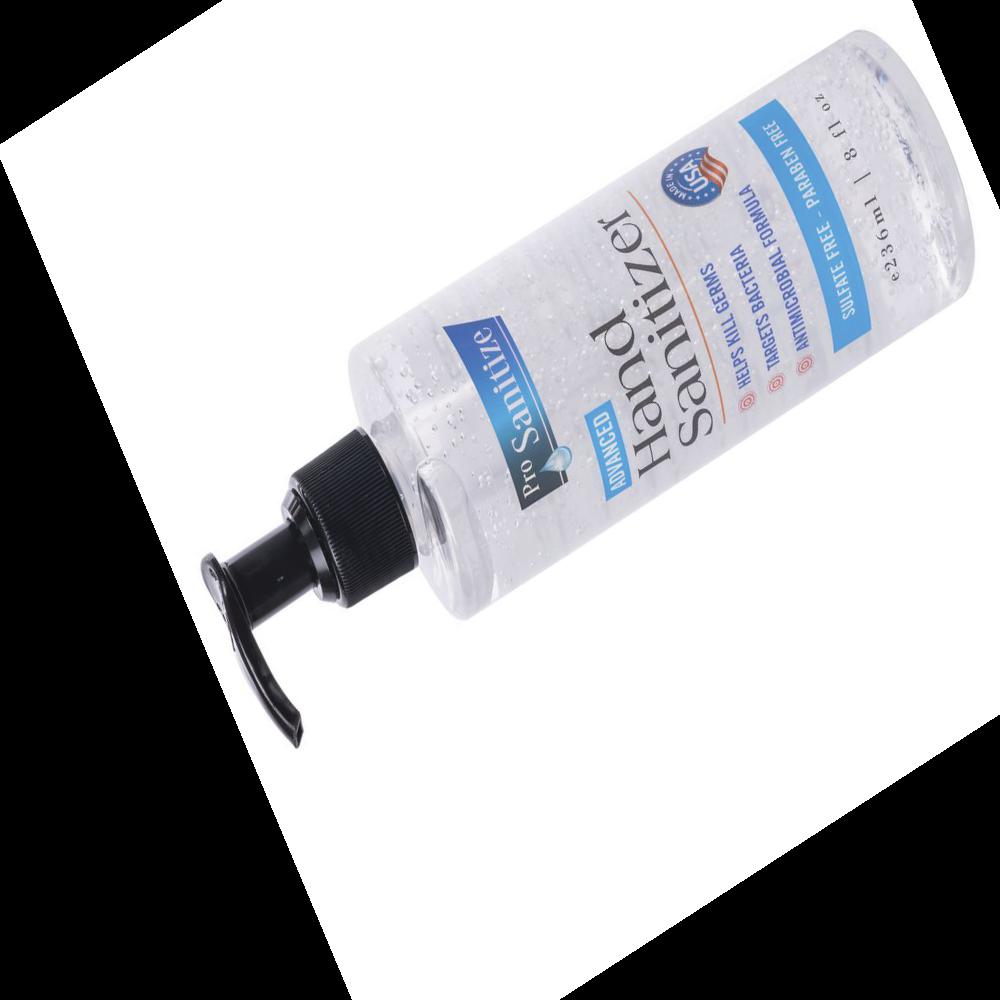 Pro Sanitize
ADVANCED
Hand
Sanitizer
MADE IN
USA
HELPS KILL GERMS
TARGETS BACTERIA
ANTIMICROBIAL FORMULA
SULFATE FREE - PARABEN FREE
e236ml | 8 fl oz